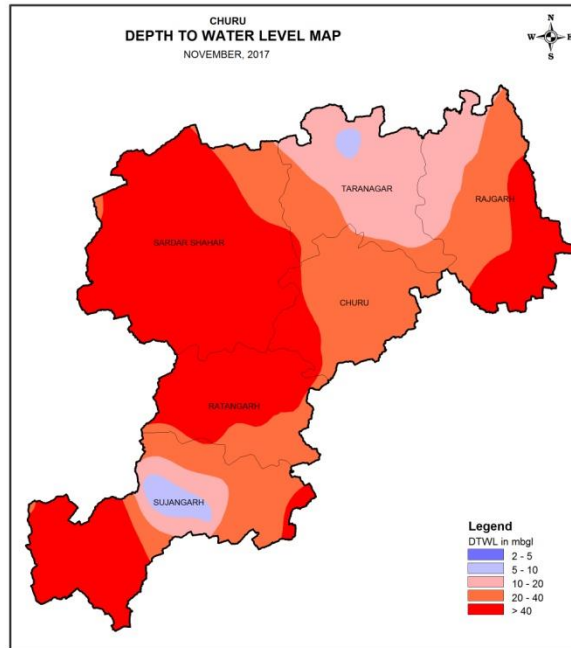 CHURU
DEPTH TO WATER LEVEL MAP
NOVEMBER, 2017
N
W E
S
TARANAGAR
RAJGARH
SARDAR SHAHAR
CHURU
RATANGARH
SUJANGARH
Legend
DTWL in mbgl
2 - 5
5 - 10
10 - 20
20 - 40
> 40